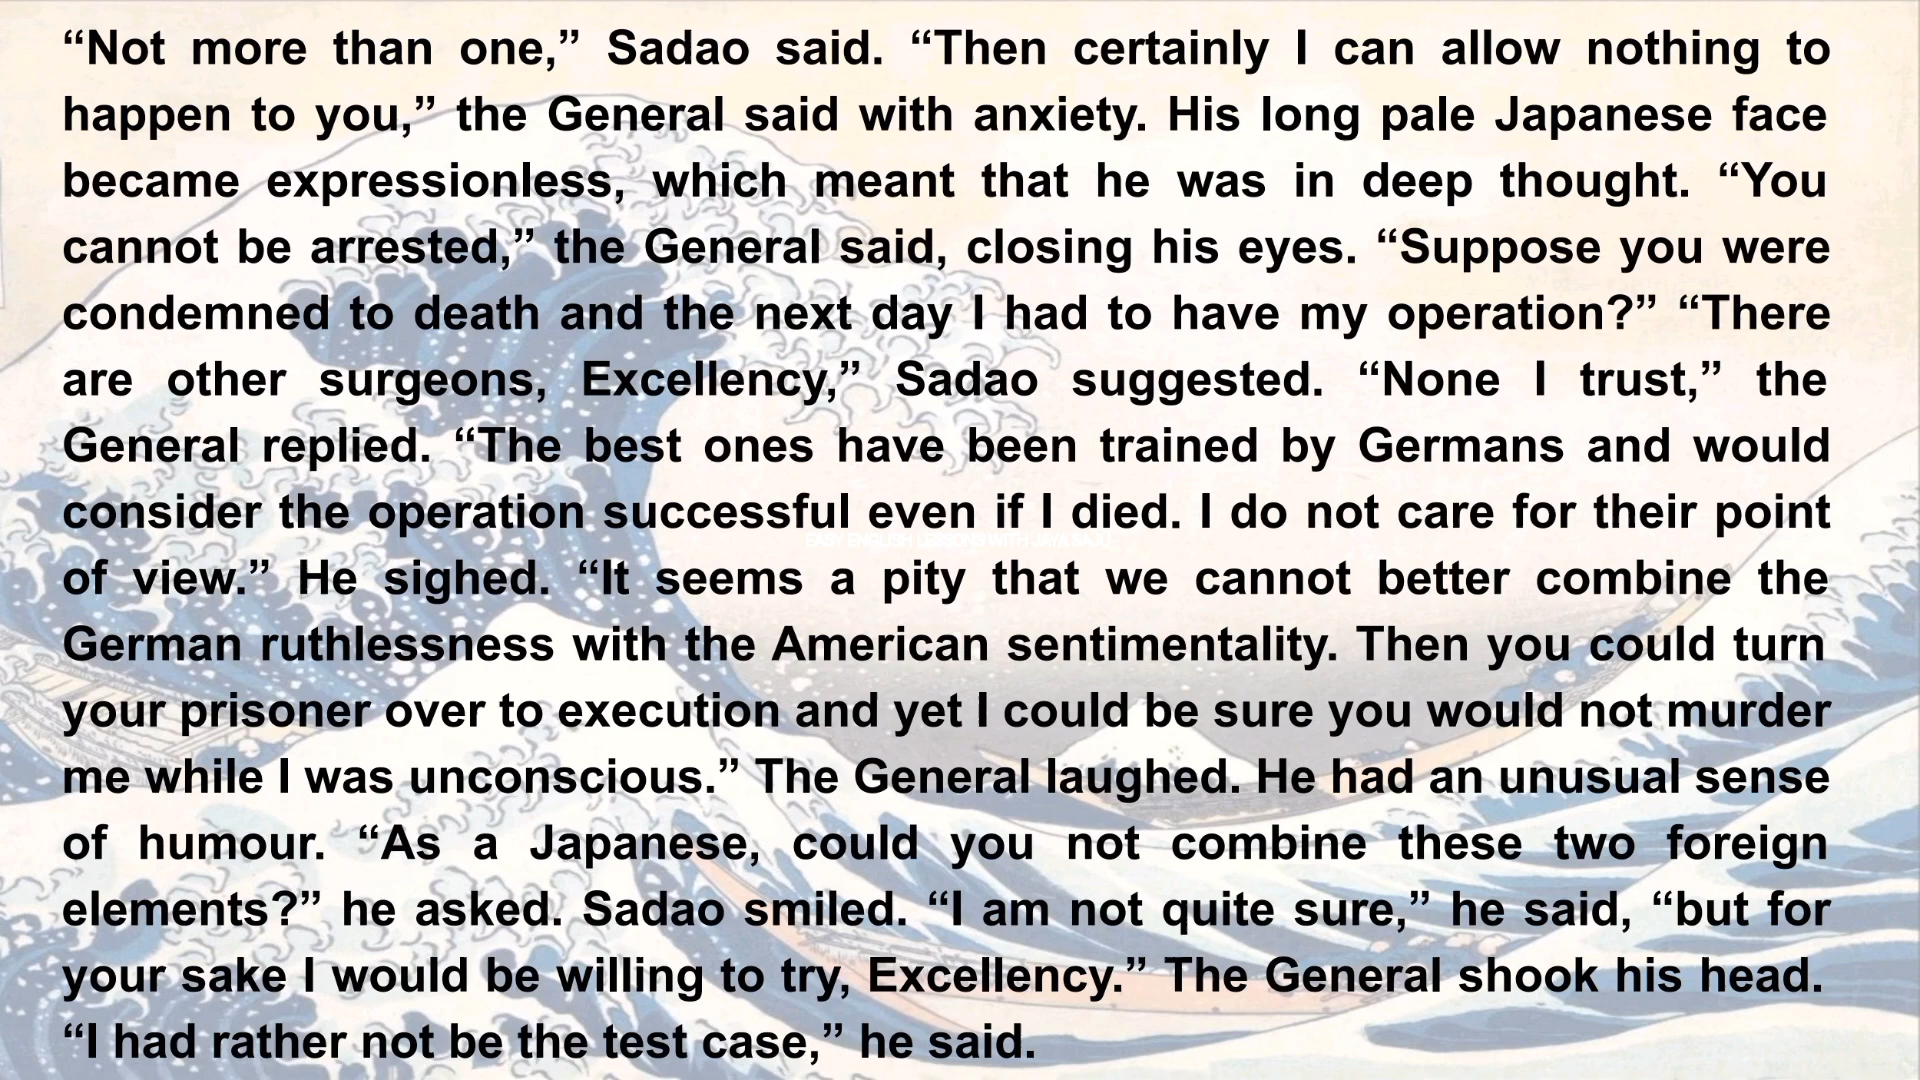 “Not more than one,” Sadao said. “Then certainly I can allow nothing to
happen to you,” the General said with anxiety. His long pale Japanese face
became expressionless, which meant that he was in deep thought. “You
cannot be arrested,” the General said, closing his eyes. “Suppose you were
condemned to death and the next day I had to have my operation?” “There
are other surgeons, Excellency,” Sadao suggested. “None I trust,” the
General replied. “The best ones have been trained by Germans and would
consider the operation successful even if I died. I do not care for their point
EASY ENGLISH LESSONS WITH JAYA SAJU
of view.” He sighed. “It seems a pity that we cannot better combine the
German ruthlessness with the American sentimentality. Then you could turn
your prisoner over to execution and yet I could be sure you would not murder
me while I was unconscious.” The General laughed. He had an unusual sense
of humour. “As a Japanese, could you not combine these two foreign
elements?” he asked. Sadao smiled. “I am not quite sure,” he said, “but for
your sake I would be willing to try, Excellency.” The General shook his head.
“I had rather not be the test case,” he said.